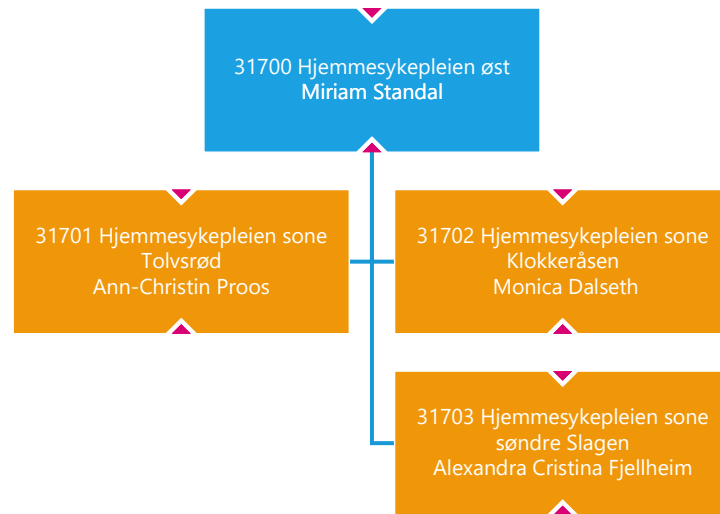 31700 Hjemmesykepleien øst
Miriam Standal
31701 Hjemmesykepleien sone
Tolvsrød
Ann-Christin Proos
31702 Hjemmesykepleien sone
Klokkeråsen
Monica Dalseth
31703 Hjemmesykepleien sone
søndre Slagen
Alexandra Cristina Fjellheim